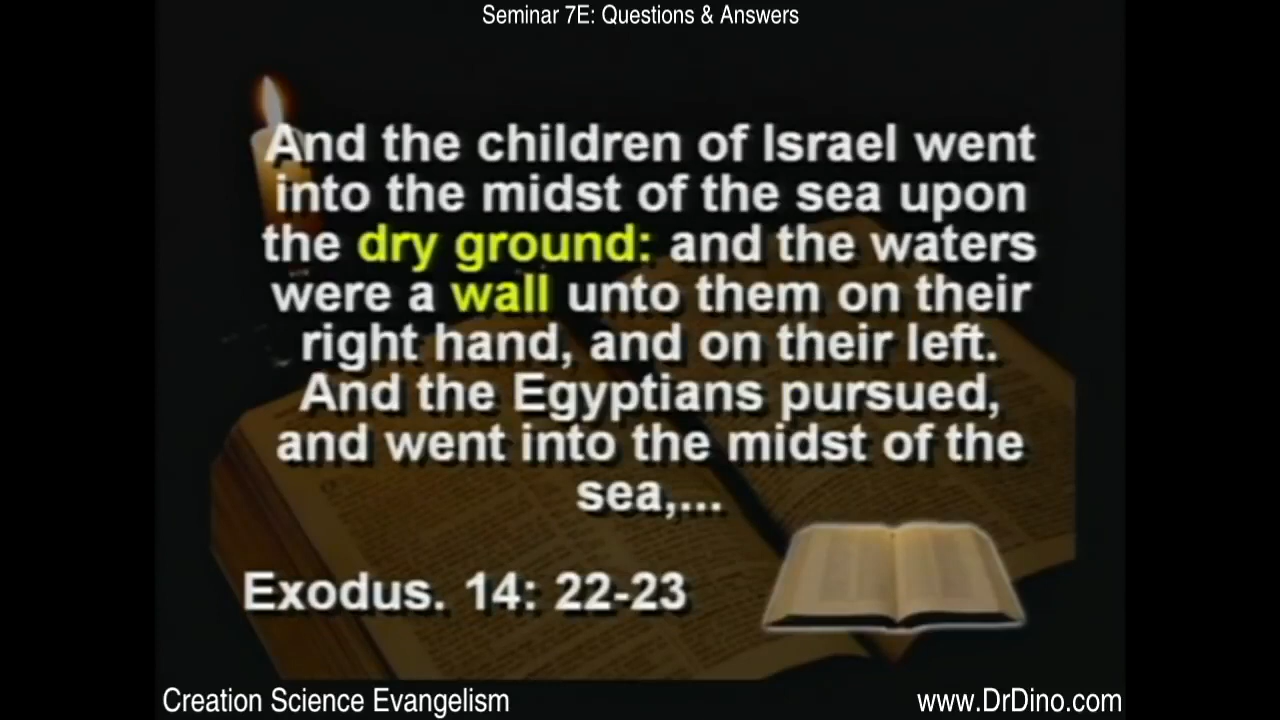 Seminar 7E: Questions & Answers
And the children of Israel went
into the midst of the sea upon
the dry ground: and the waters
were a wall unto them on their
right hand, and on their left.
And the Egyptians pursued,
and went into the midst of the
sea,...
Exodus. 14: 22-23
Creation Science Evangelism
www.DrDino.com